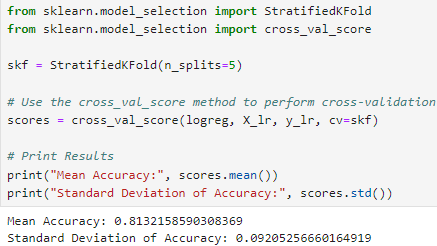 from sklearn.model_selection import StratifiedKFold
from sklearn.model_selection import cross_val_score
skf = StratifiedKFold(n_splits=5)
# Use the cross_val_score method to perform cross-validation
scores = cross_val_score(logreg, X_lr, y_lr, cv=skf)
# Print Results
print("Mean Accuracy:", scores.mean())
print("Standard Deviation of Accuracy:", scores.std())
Mean Accuracy: 0.8132158590308369
Standard Deviation of Accuracy: 0.09205256660164919